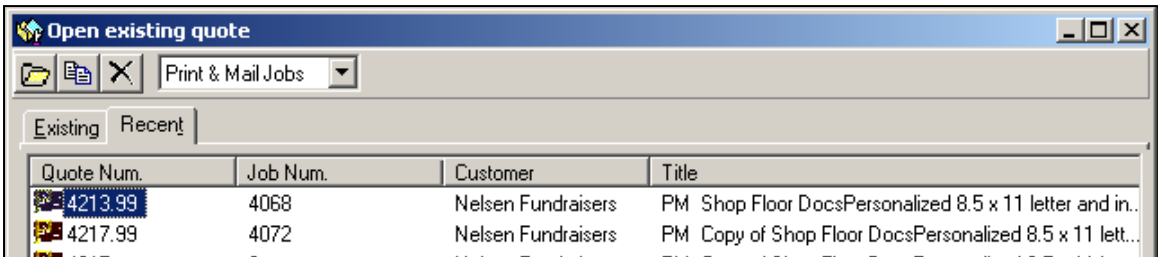 Open existing quote
Print & Mail Jobs
Existing Recent
Quote Num. Job Num. Customer Title
4213.99 4068 Nelsen Fundraisers PM Shop Floor DocsPersonalized 8.5 x 11 letter and in..
4217.99 4072 Nelsen Fundraisers PM Copy of Shop Floor DocsPersonalized 8.5 x 11 lett...